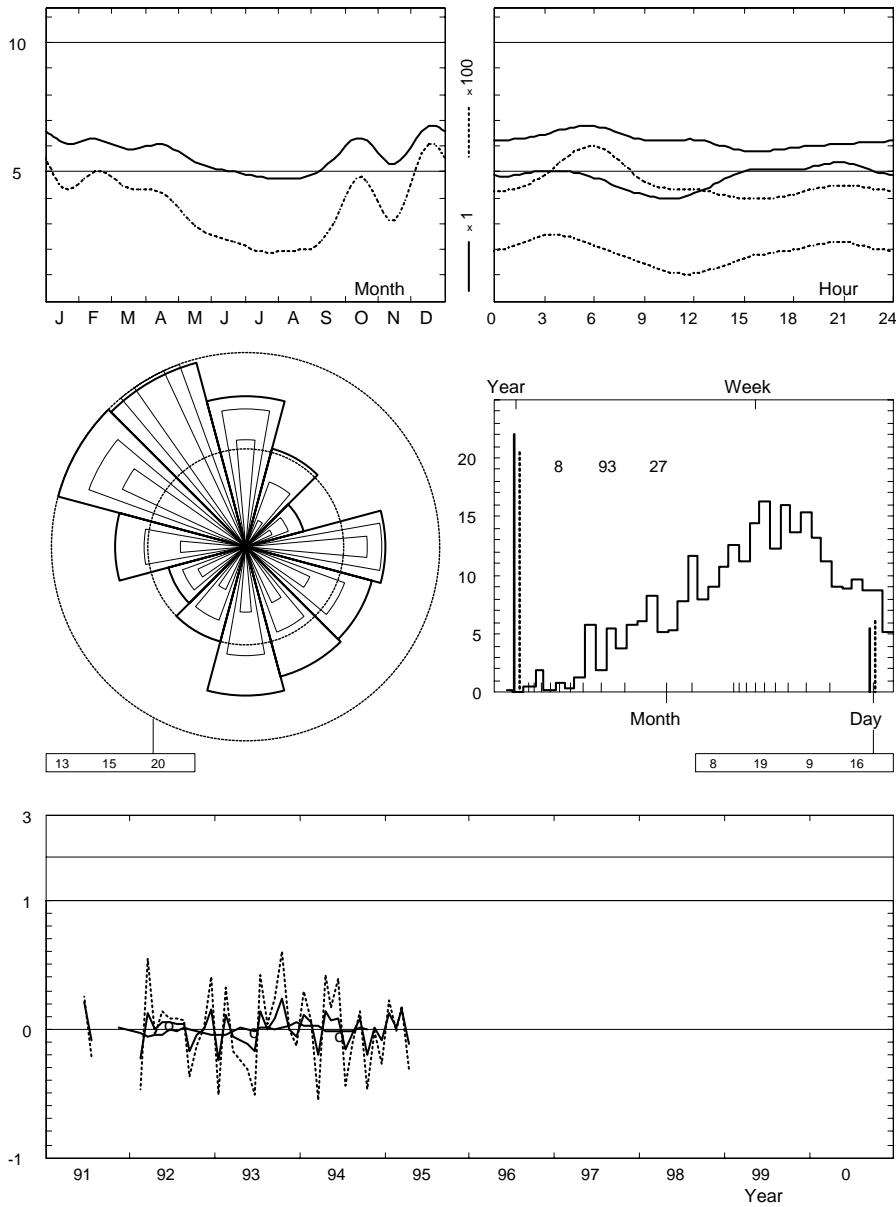 10
5
Month
J F M A M J J A S O N D
x 1
x 100
Hour
0 3 6 9 12 15 18 21 24
13 15 20
Year Week
20
15
10
5
0
8 93 27
Month Day
8 19 9 16
3
1
0
-1
91 92 93 94 95 96 97 98 99 0
Year